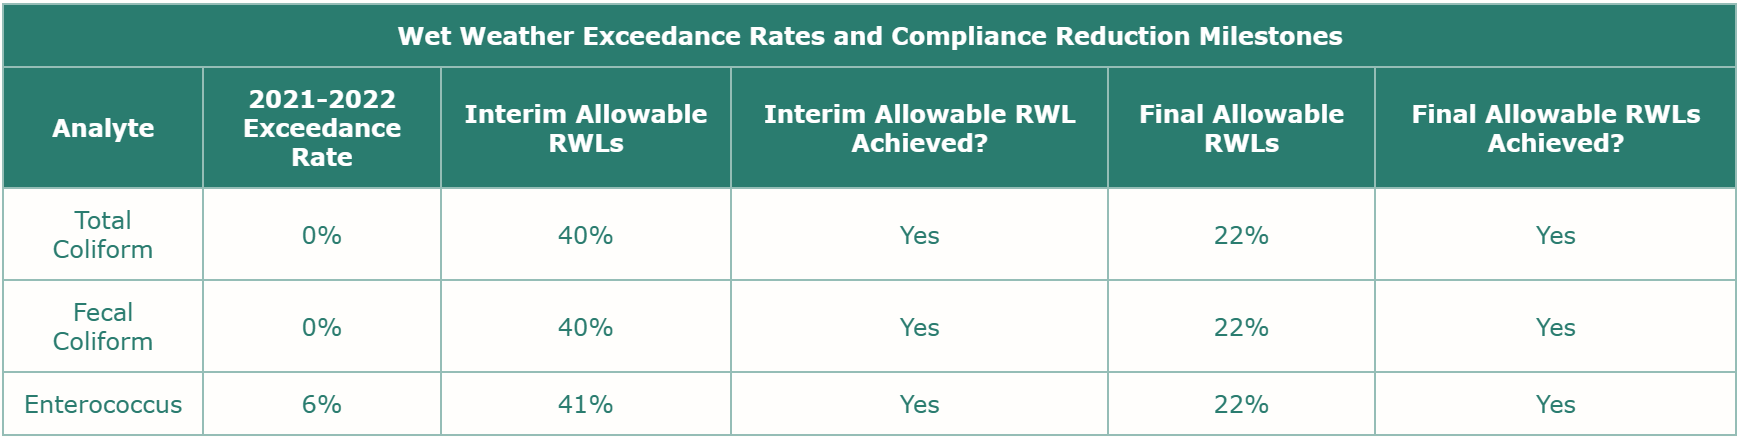 Wet Weather Exceedance Rates and Compliance Reduction Milestones
Analyte
2021-2022
Exceedance
Rate
Interim Allowable
RWLs
Interim Allowable RWL
Achieved?
Final Allowable
RWLs
Final Allowable RWLs
Achieved?
Total
Coliform
0%
40%
Yes
22%
Yes
Fecal
Coliform
0%
40%
Yes
22%
Yes
Enterococcus
6%
41%
Yes
22%
Yes